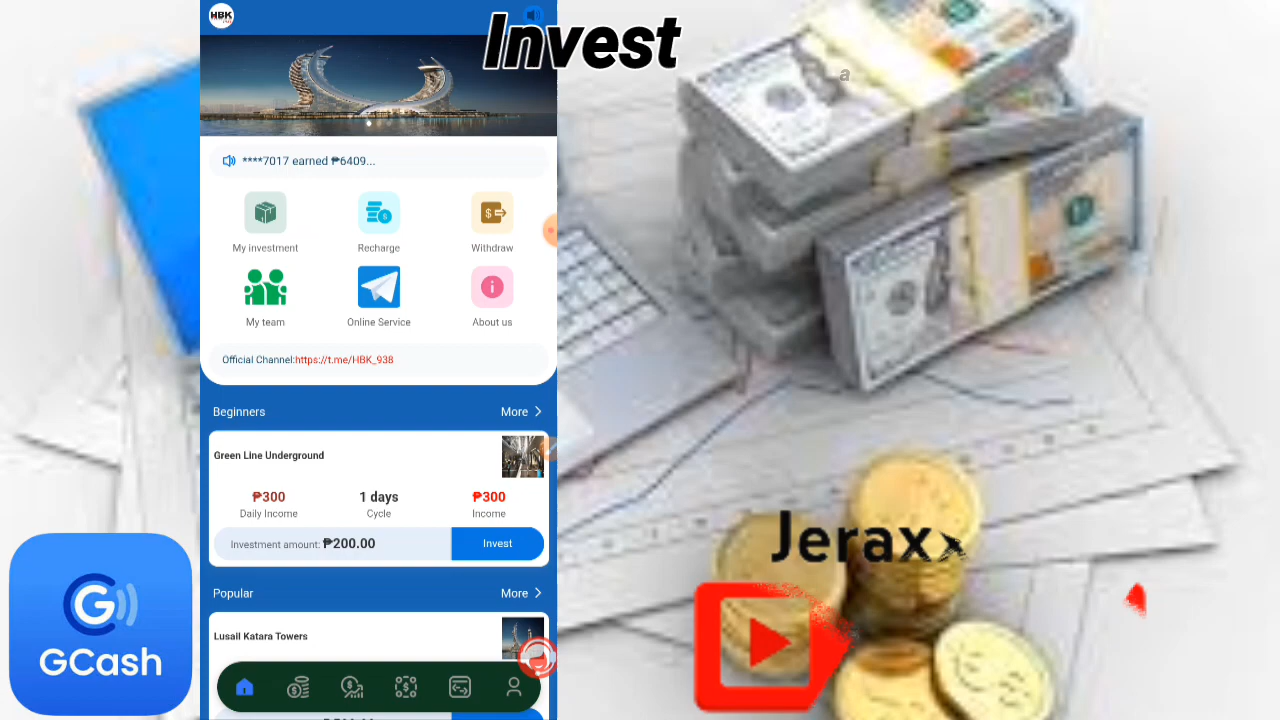 HBK
Invest
a
****7017 earned ₱6409...
My investment
Recharge
Withdraw
My team
Online Service
About us
Official Channel:https://t.me/HBK_938
Beginners
More
Green Line Underground
₱300
1 days
₱300
Daily Income
Cycle
Income
Investment amount: ₱200.00
Invest
Popular
More
Lusail Katara Towers
GCash
Jerax